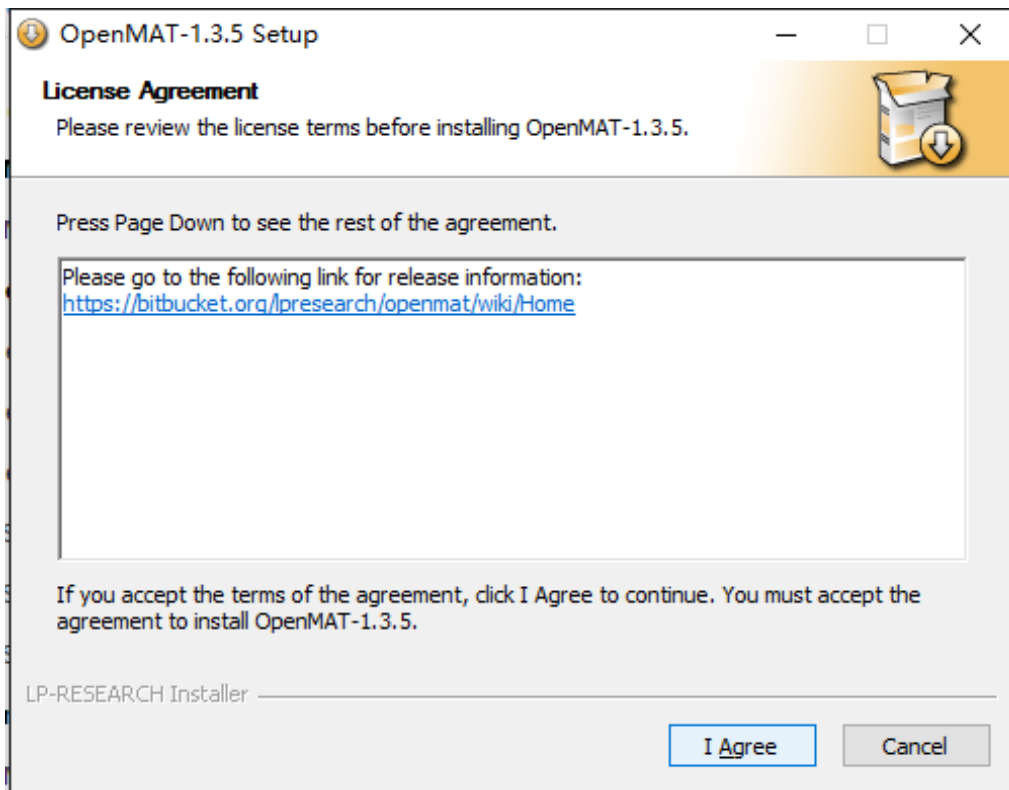 OpenMAT-1.3.5 Setup
License Agreement
Please review the license terms before installing OpenMAT-1.3.5.
Press Page Down to see the rest of the agreement.
Please go to the following link for release information:
https://bitbucket.org/lpresearch/openmat/wiki/Home
If you accept the terms of the agreement, click I Agree to continue. You must accept the
agreement to install OpenMAT-1.3.5.
LP-RESEARCH Installer
I Agree
Cancel